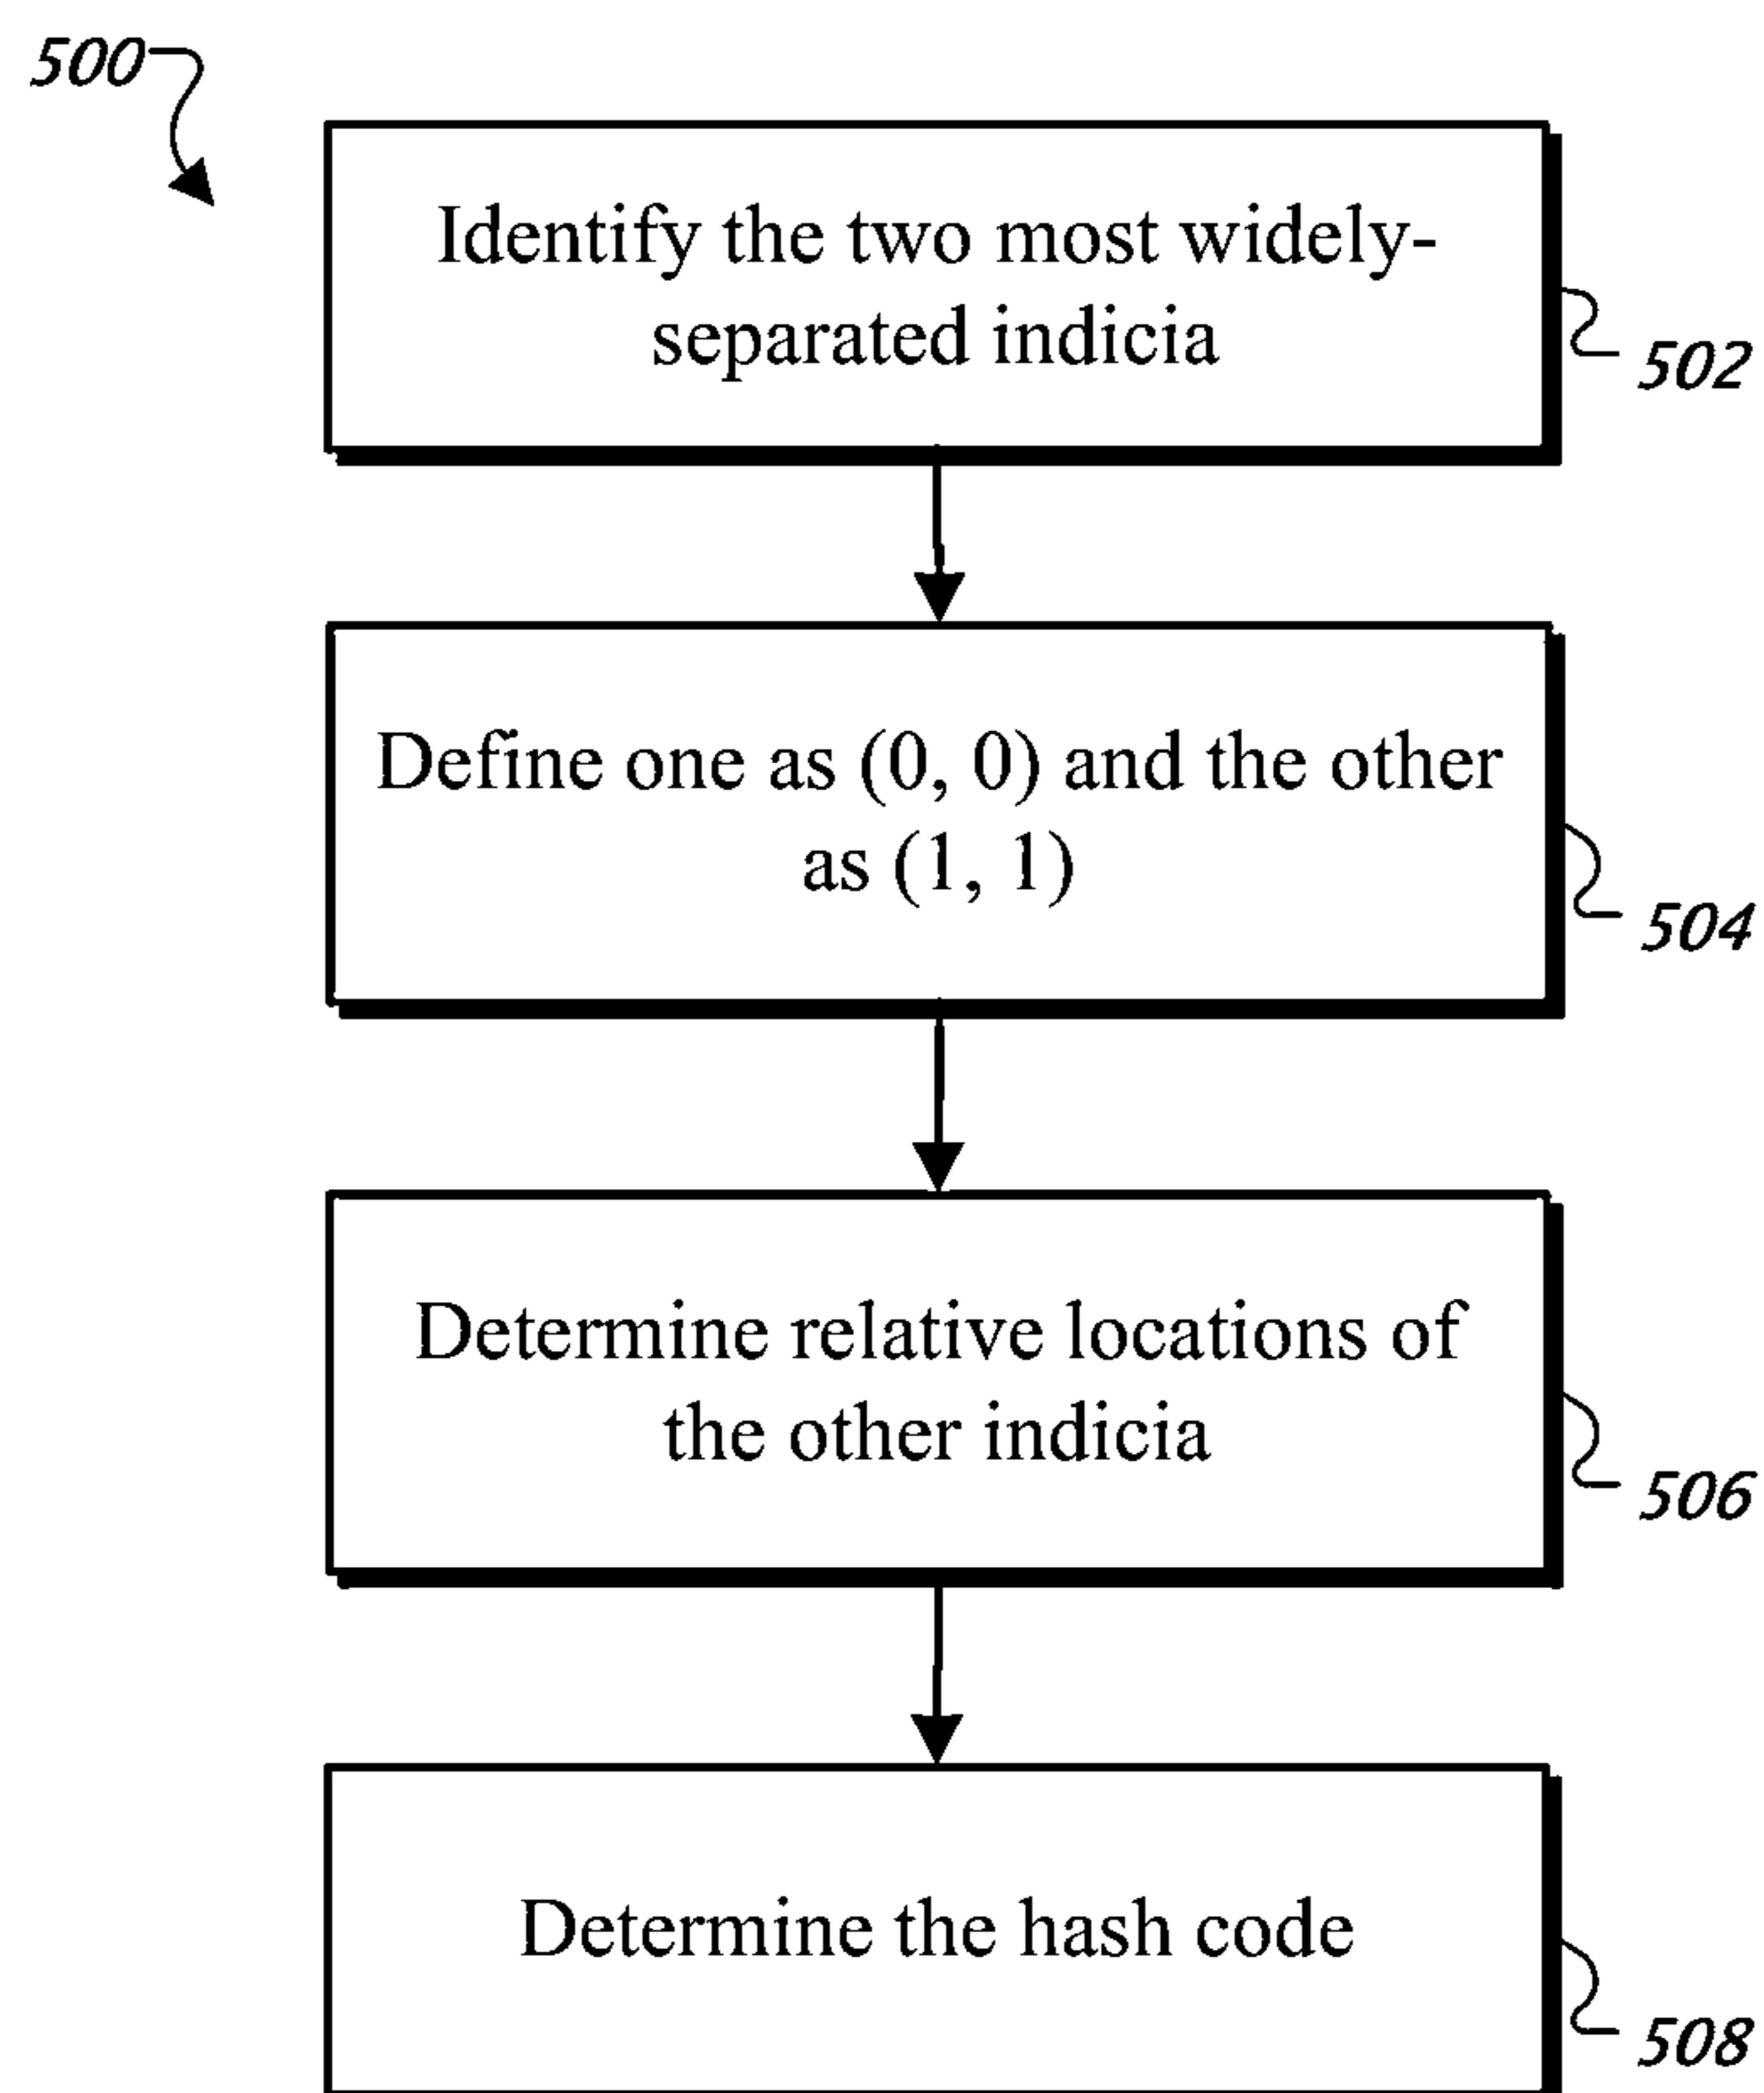 500
Identify the two most widely-
separated indicia
502
Define one as (0, 0) and the other
as (1, 1)
504
Determine relative locations of
the other indicia
506
Determine the hash code
508